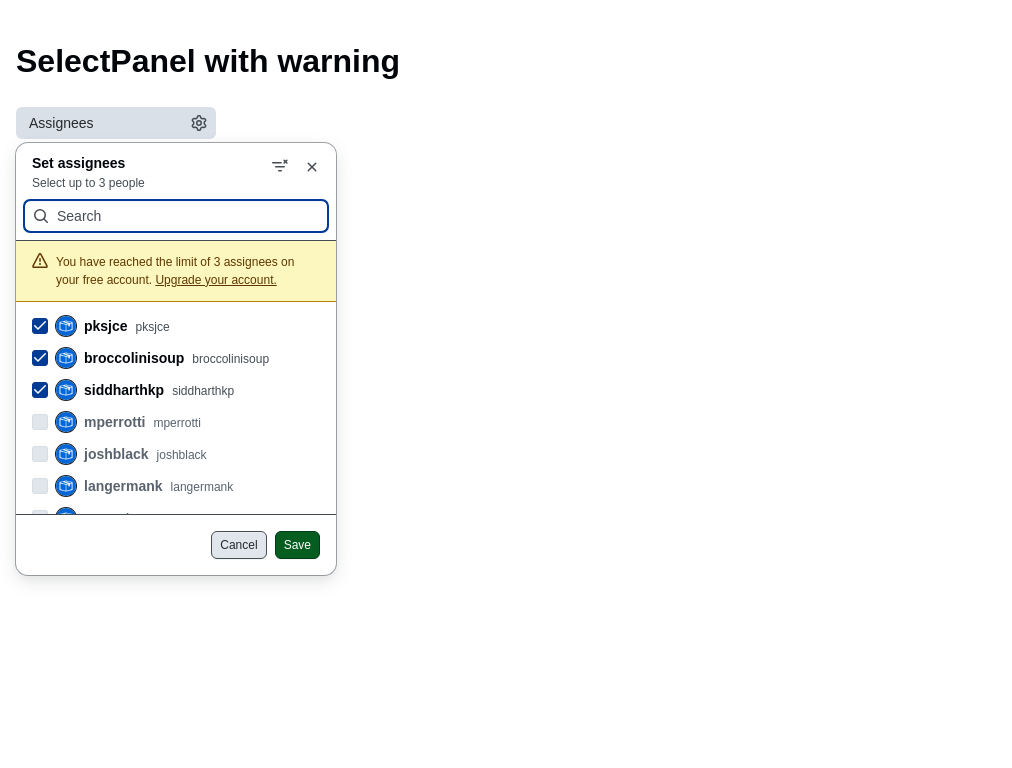 SelectPanel with warning
Assignees
Set assignees
Select up to 3 people
Search
You have reached the limit of 3 assignees on
your free account. Upgrade your account.
pksjce pksjce
broccolinisoup broccolinisoup
siddharthkp siddharthkp
mperrotti mperrotti
joshblack joshblack
langermank langermank
Cancel Save